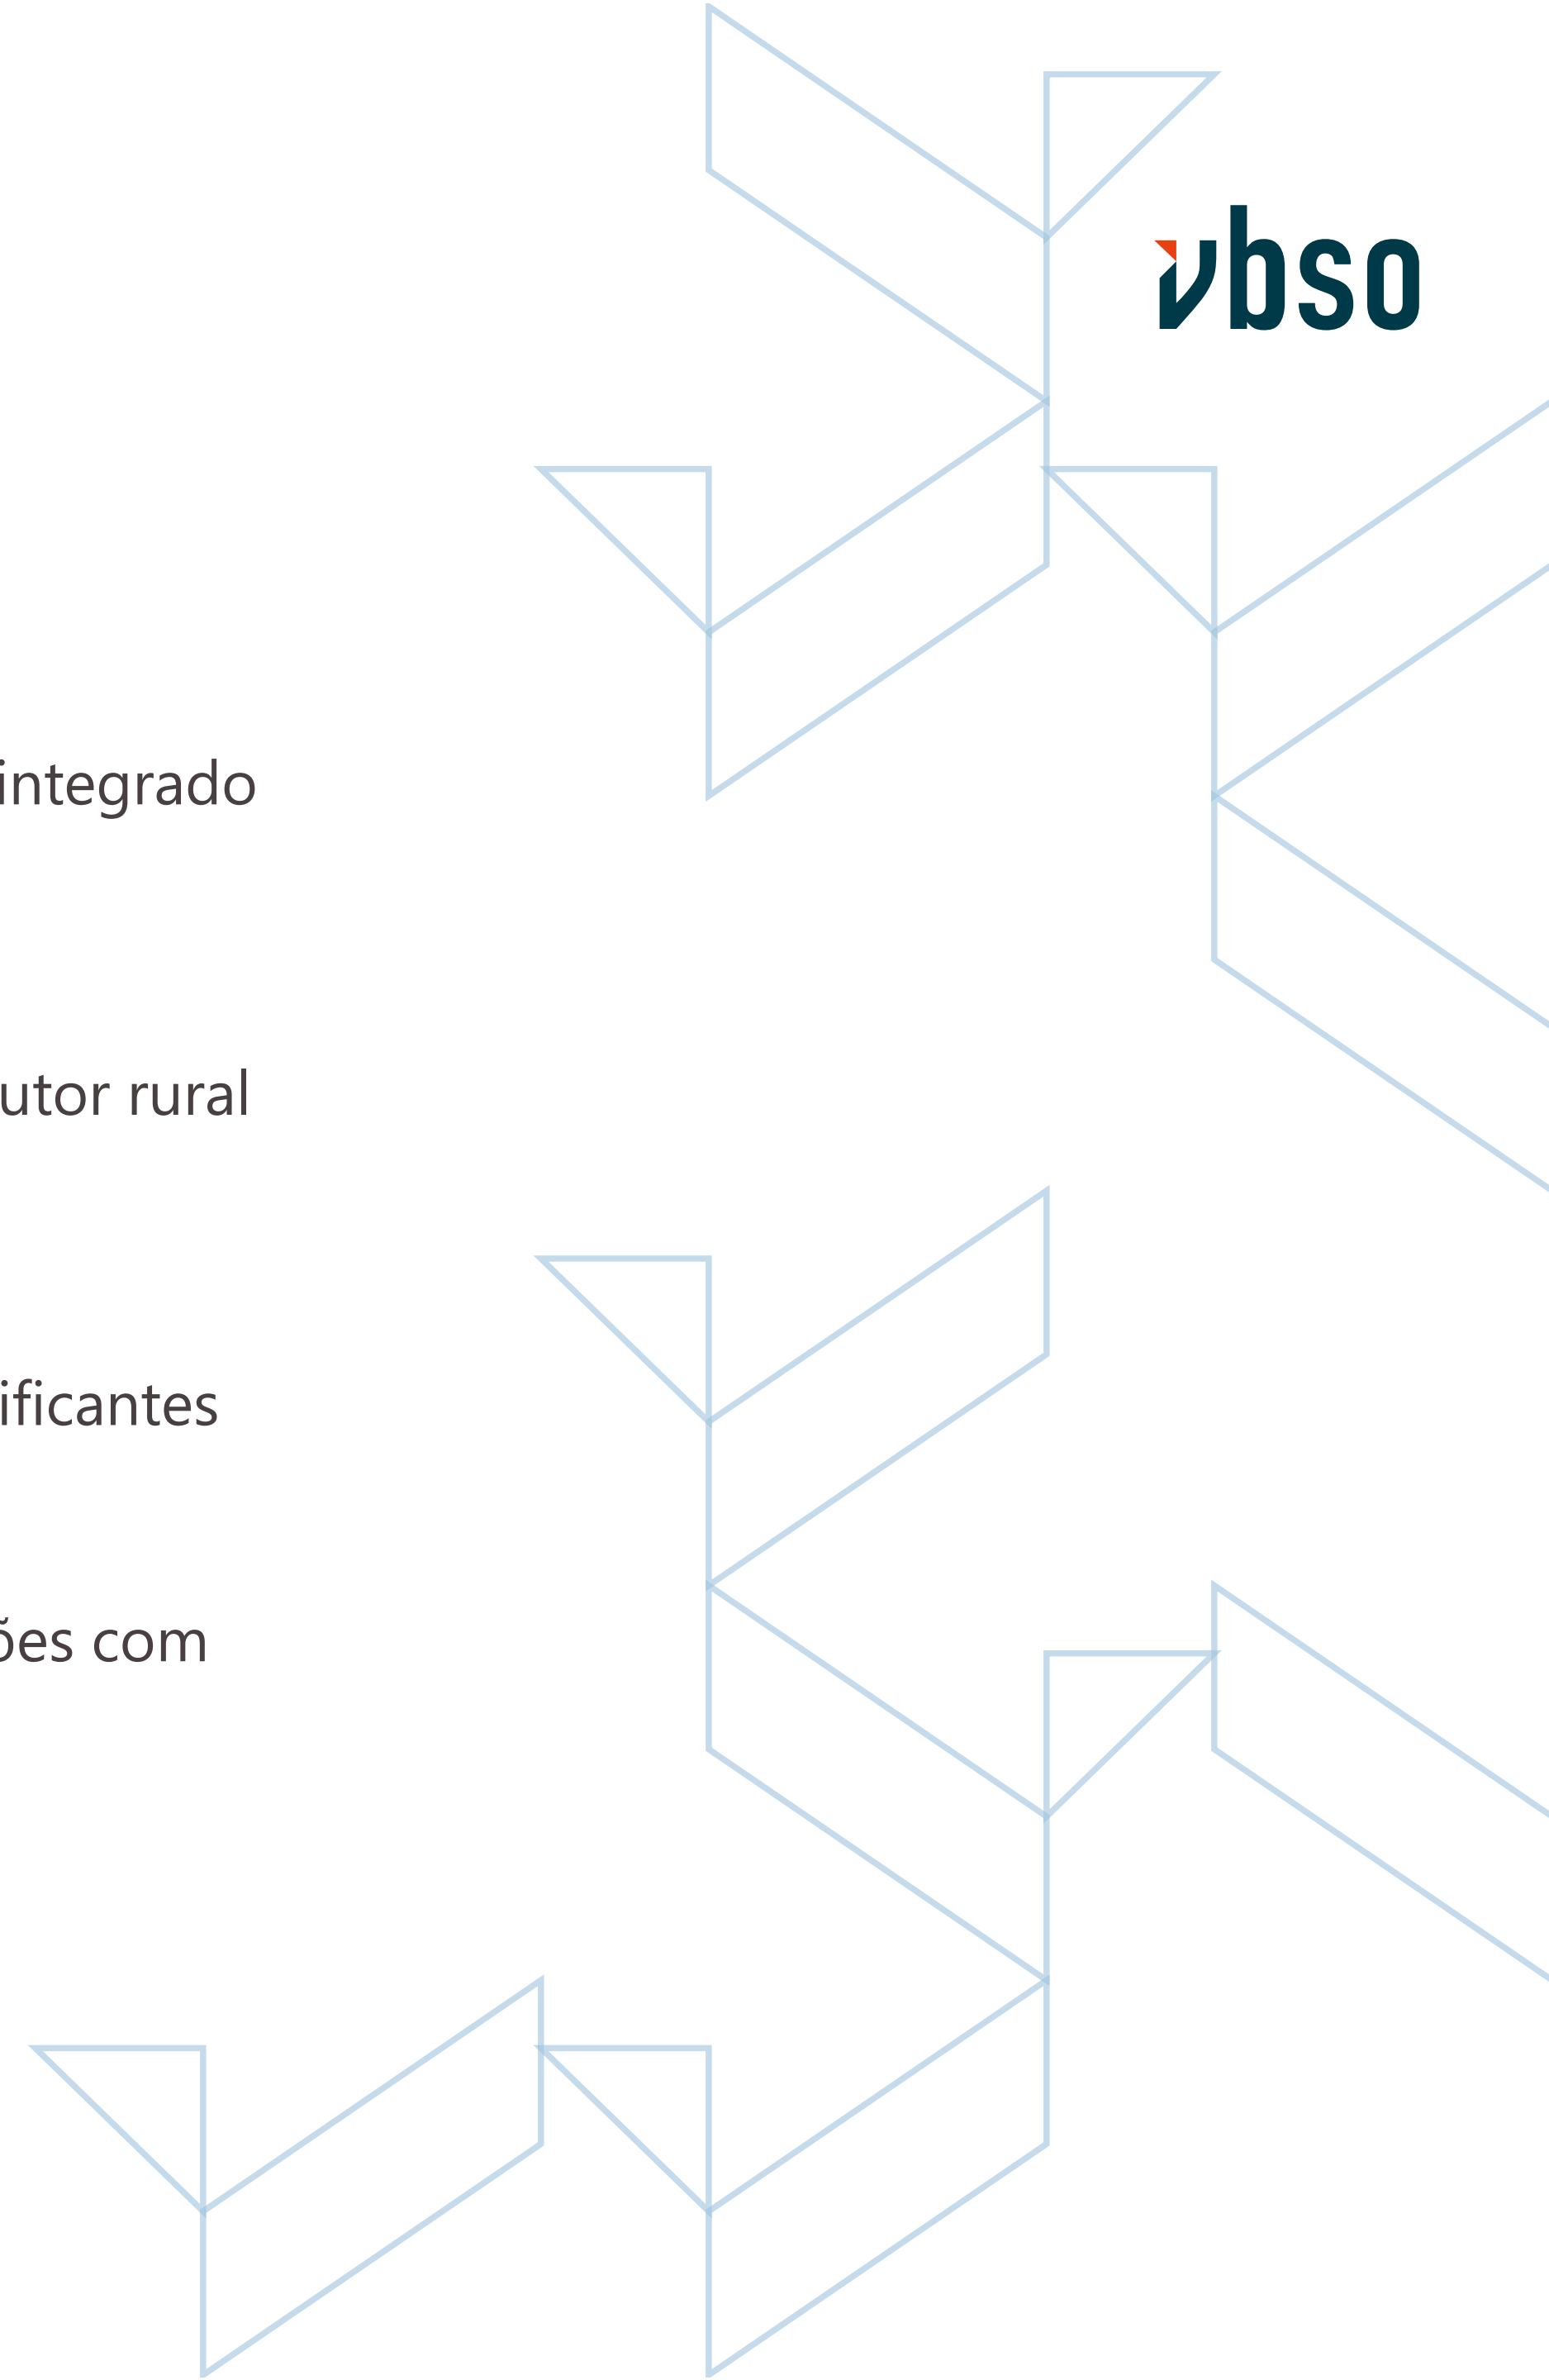 vbso
integrado
utor rural
ificantes
ões com